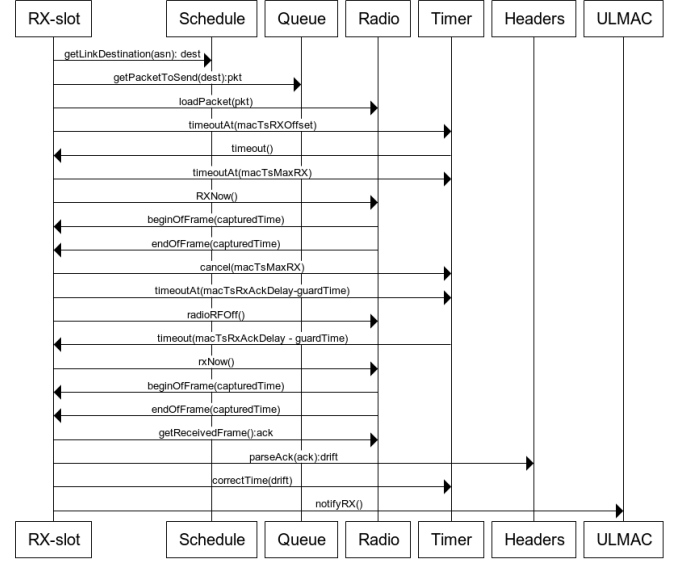 RX-slot Schedule Queue Radio Timer Headers ULMAC
getLinkDestination(asn): dest
getPacketToSend(dest):pkt
loadPacket(pkt)
timeoutAt(macTsRXOffset)
timeout()
timeoutAt(macTsMaxRX)
RXNow()
beginOfFrame(capturedTime)
endOfFrame(capturedTime)
cancel(macTsMaxRX)
timeoutAt(macTsRxAckDelay-guardTime)
radioRFOff()
timeout(macTsRxAckDelay - guardTime)
rxNow()
beginOfFrame(capturedTime)
endOfFrame(capturedTime)
getReceivedFrame():ack
parseAck(ack):drift
correctTime(drift)
notifyRX()
RX-slot Schedule Queue Radio Timer Headers ULMAC